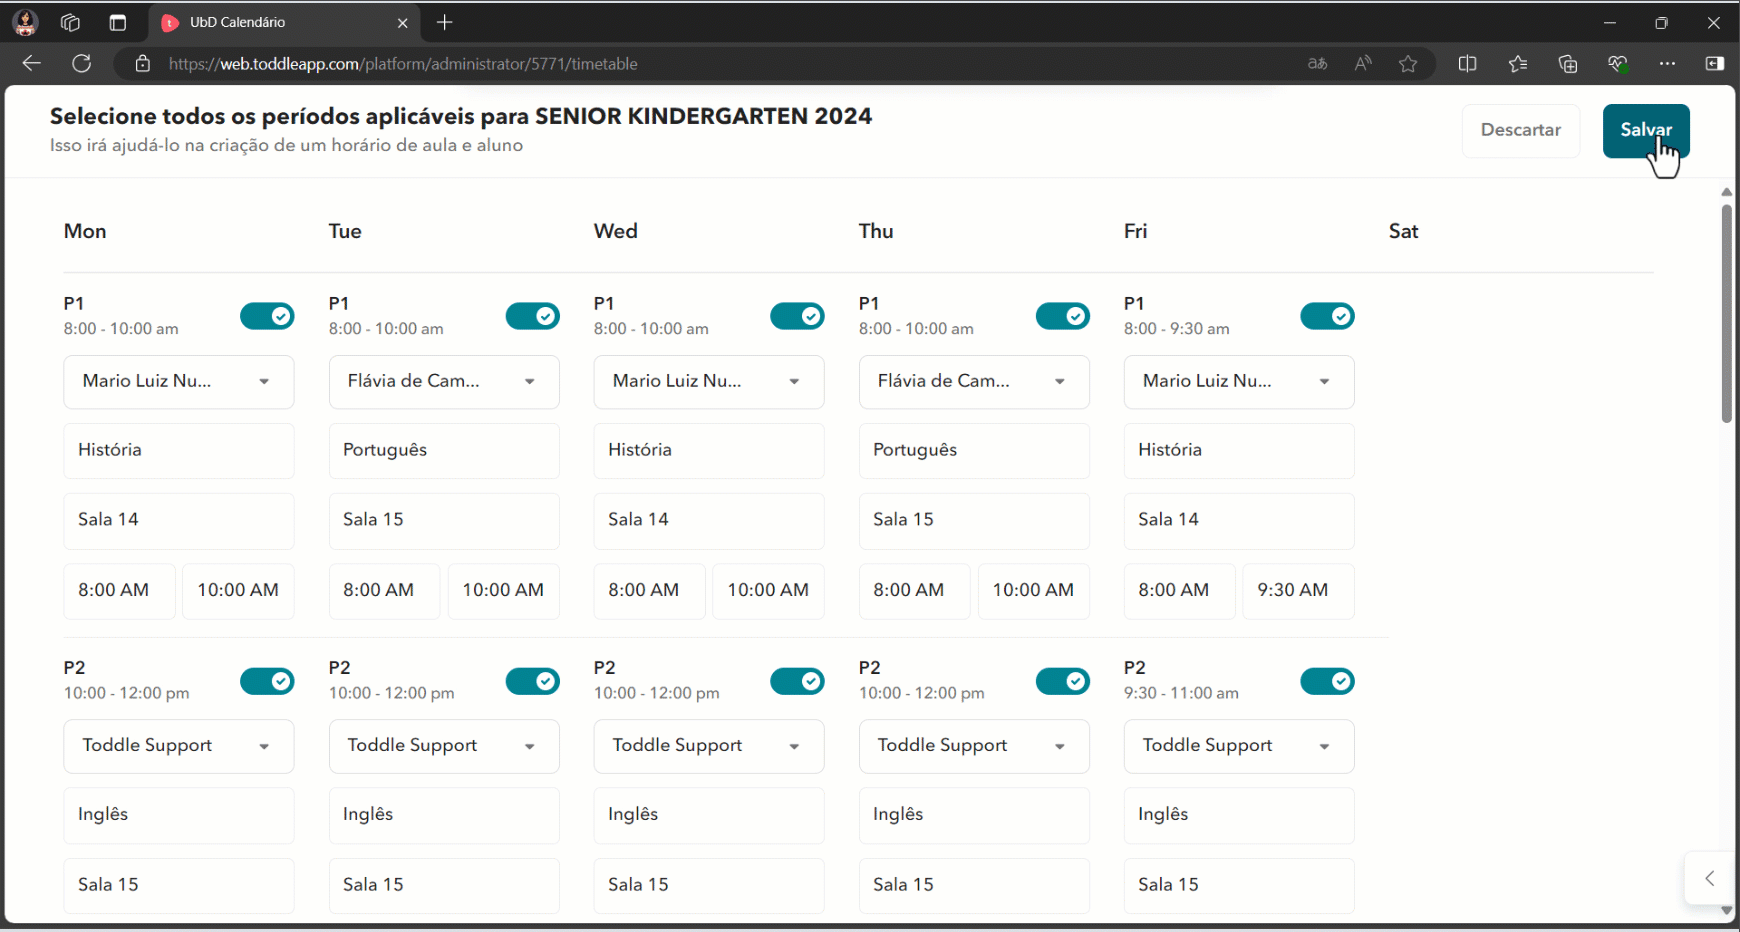 UbD Calendário
https://web.toddleapp.com/platform/administrator/5771/timetable
Selecione todos os períodos aplicáveis para SENIOR KINDERGARTEN 2024
Isso irá ajudá-lo na criação de um horário de aula e aluno
Descartar
Salvar
Mon Tue Wed Thu Fri Sat
P1 P1 P1 P1 P1
8:00 - 10:00 am 8:00 - 10:00 am 8:00 - 10:00 am 8:00 - 10:00 am 8:00 - 9:30 am
Mario Luiz Nu... Flávia de Cam... Mario Luiz Nu... Flávia de Cam... Mario Luiz Nu...
História Português História Português História
Sala 14 Sala 15 Sala 14 Sala 15 Sala 14
8:00 AM 10:00 AM 8:00 AM 10:00 AM 8:00 AM 10:00 AM 8:00 AM 10:00 AM 8:00 AM 9:30 AM
P2 P2 P2 P2 P2
10:00 - 12:00 pm 10:00 - 12:00 pm 10:00 - 12:00 pm 10:00 - 12:00 pm 9:30 - 11:00 am
Toddle Support Toddle Support Toddle Support Toddle Support Toddle Support
Inglês Inglês Inglês Inglês Inglês
Sala 15 Sala 15 Sala 15 Sala 15 Sala 15